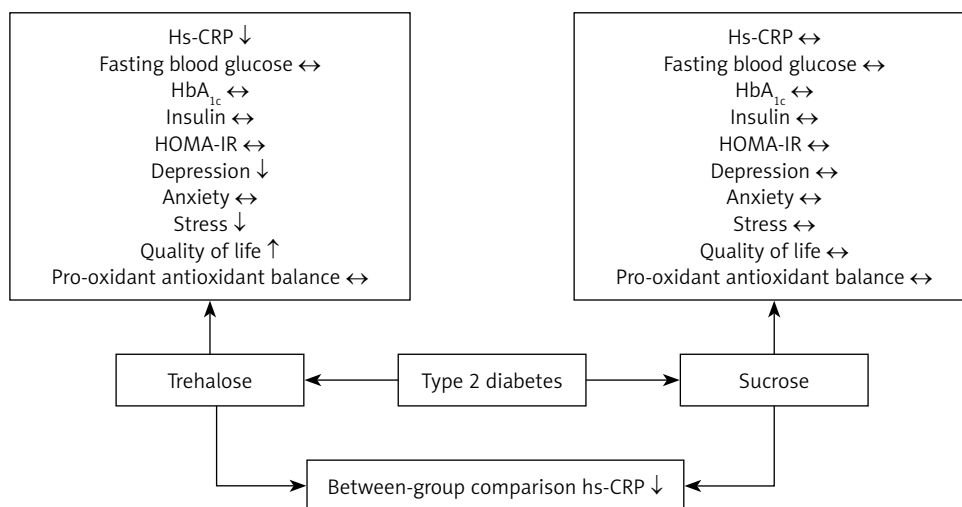 Hs-CRP ↓
Fasting blood glucose ↔
HbA1c ↔
Insulin ↔
HOMA-IR ↔
Depression ↓
Anxiety ↔
Stress ↓
Quality of life ↑
Pro-oxidant antioxidant balance ↔
Hs-CRP ↔
Fasting blood glucose ↔
HbA1c ↔
Insulin ↔
HOMA-IR ↔
Depression ↔
Anxiety ↔
Stress ↔
Quality of life ↔
Pro-oxidant antioxidant balance ↔
Trehalose
Type 2 diabetes
Sucrose
Between-group comparison hs-CRP ↓